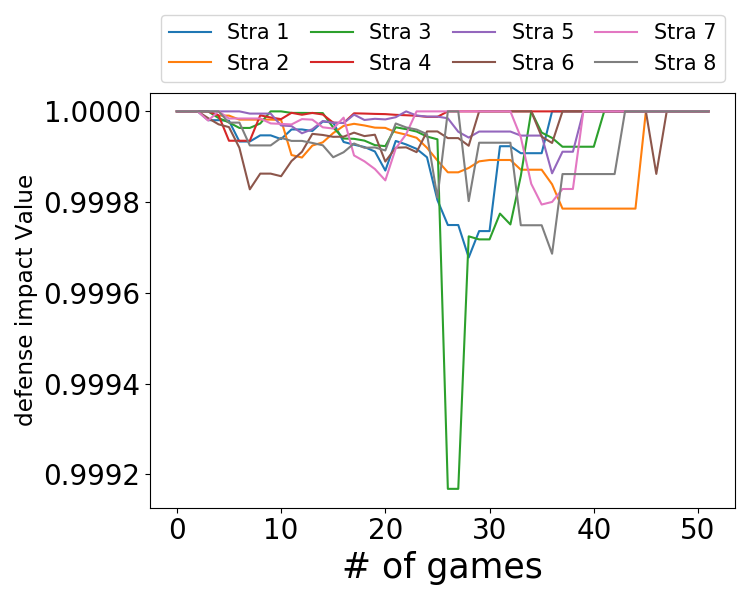 Stra 1 Stra 3 Stra 5 Stra 7
Stra 2 Stra 4 Stra 6 Stra 8
1.0000
0.9998
0.9996
0.9994
0.9992
defense impact Value
0 10 20 30 40 50
# of games